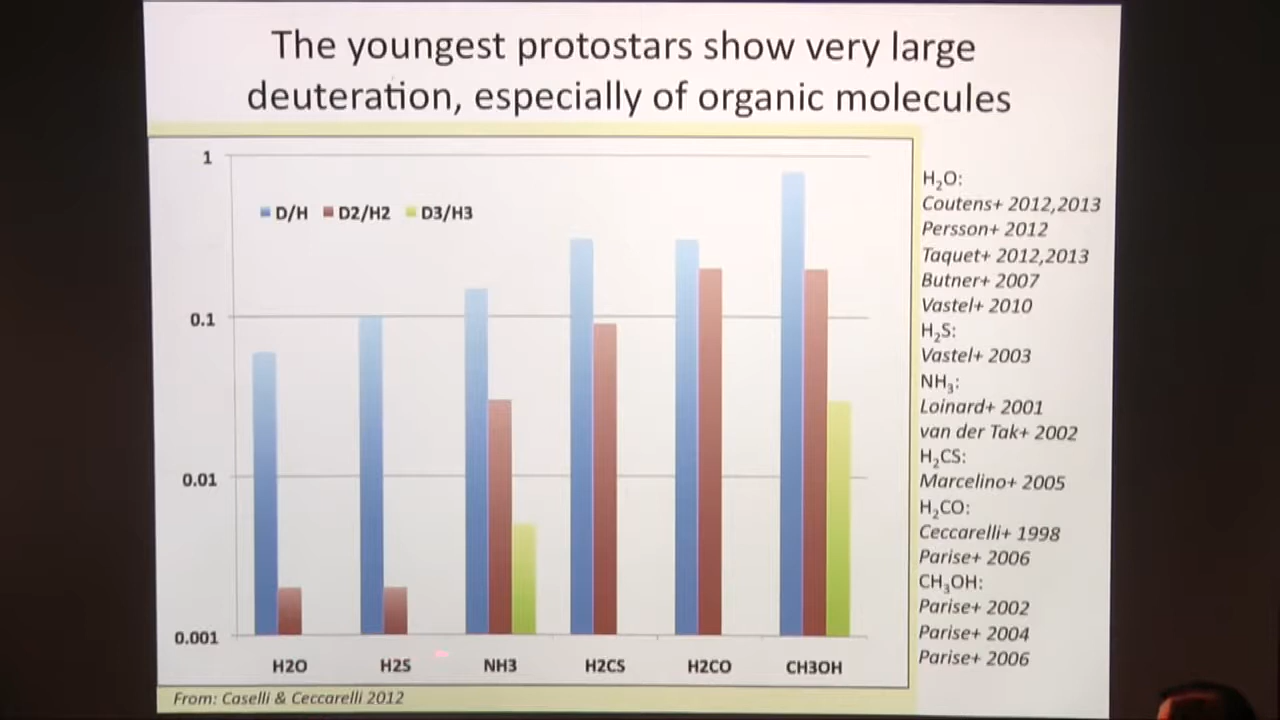 The youngest protostars show very large
deuteration, especially of organic molecules
1
D/H D2/H2 D3/H3
0.1
0.01
0.001
H2O H2S NH3 H2CS H2CO CH3OH
From: Caselli & Ceccarelli 2012
H₂O:
Coutens+ 2012,2013
Persson+ 2012
Taquet+ 2012,2013
Butner+ 2007
Vastel+ 2010
H₂S:
Vastel+ 2003
NH₃:
Loinard+ 2001
van der Tak+ 2002
H₂CS:
Marcelino+ 2005
H₂CO:
Ceccarelli+ 1998
Parise+ 2006
CH₃OH:
Parise+ 2002
Parise+ 2004
Parise+ 2006